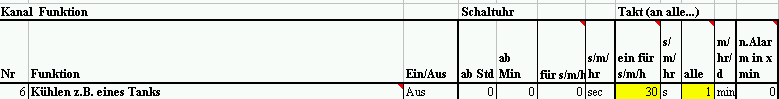 Kanal Funktion Schaltuhr Takt (an alle...)
Nr Funktion Ein/Aus ab Std ab Min für s/m/h s/m/hr ein für s/m/h s/m/hr alle m/hr/d n.Alarm in x min
6 Kühlen z.B. eines Tanks Aus 0 0 0 sec 30 s 1 min 0